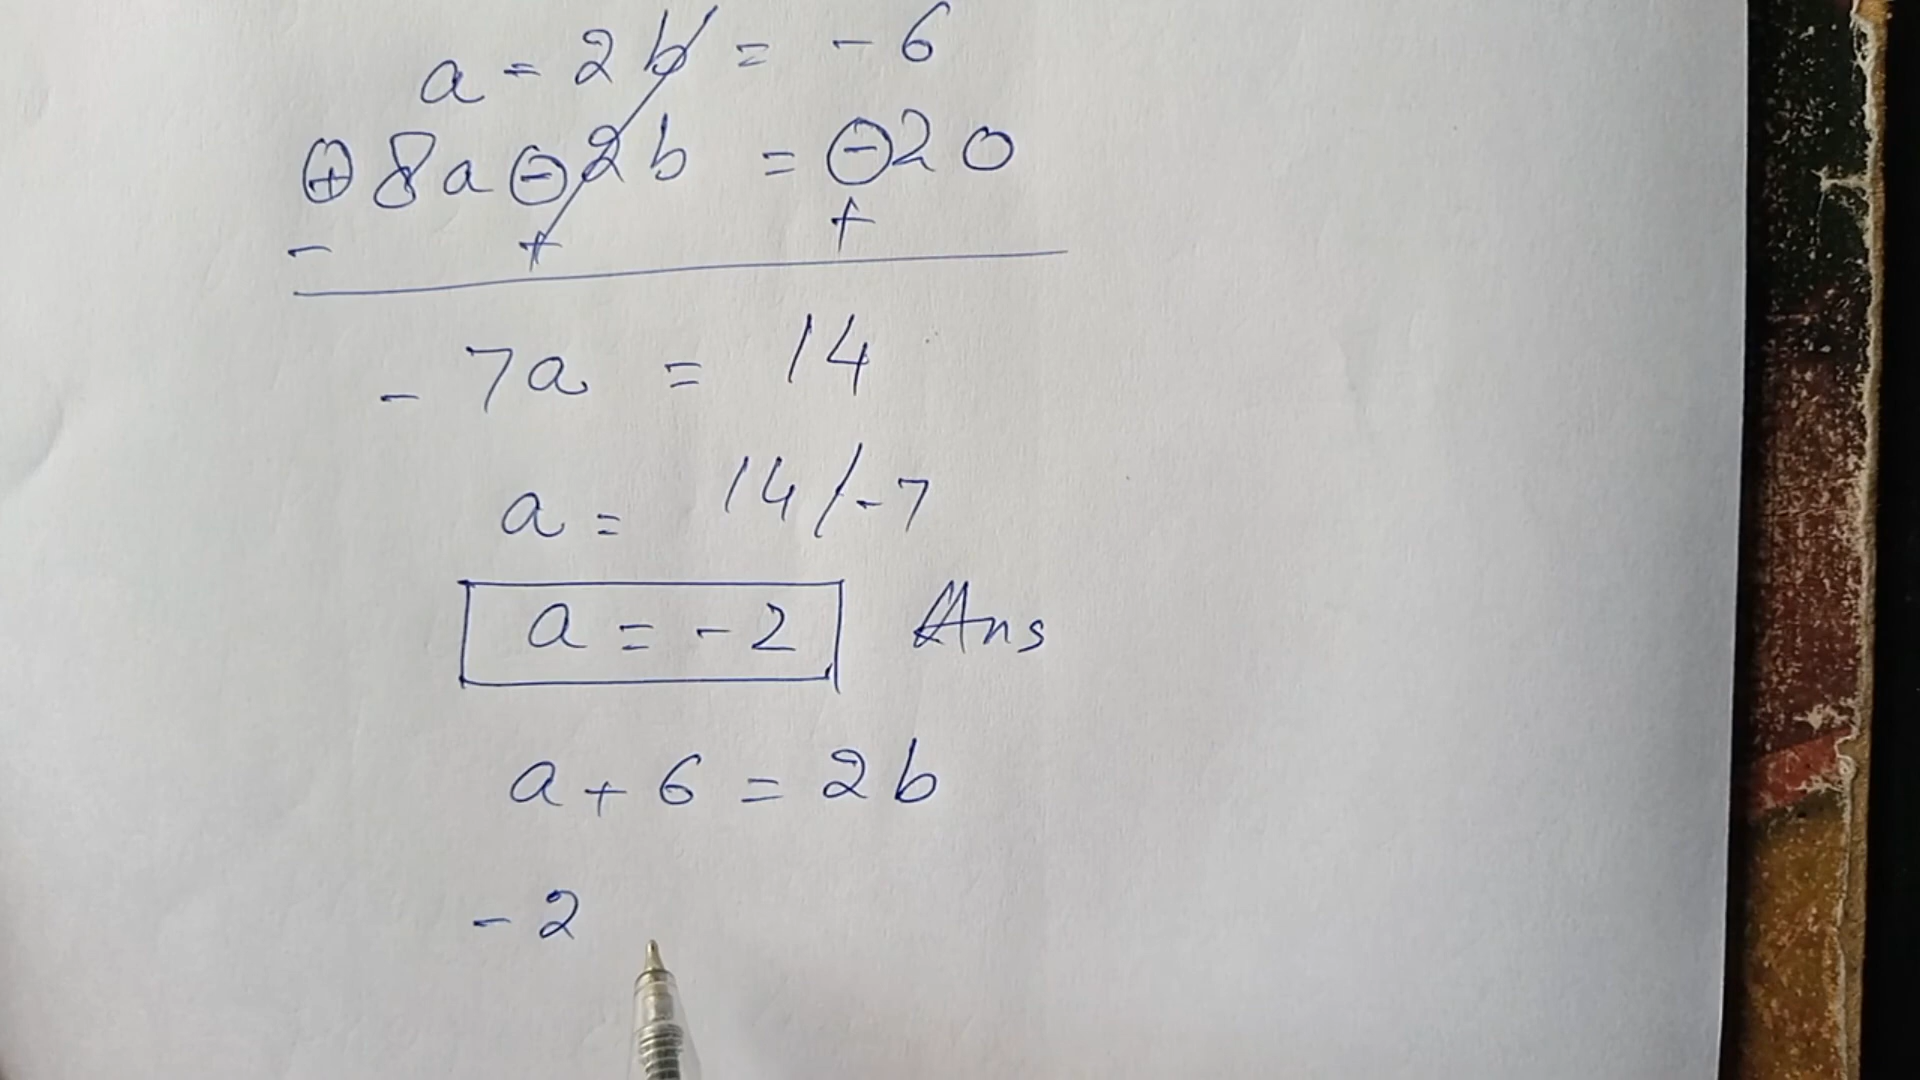 a - 2b = -6
⊕ 8a ⊖ 2b = ⊖ 20
- + +
- 7a = 14
a = 14/-7
a = -2 Ans
a + 6 = 2b
- 2